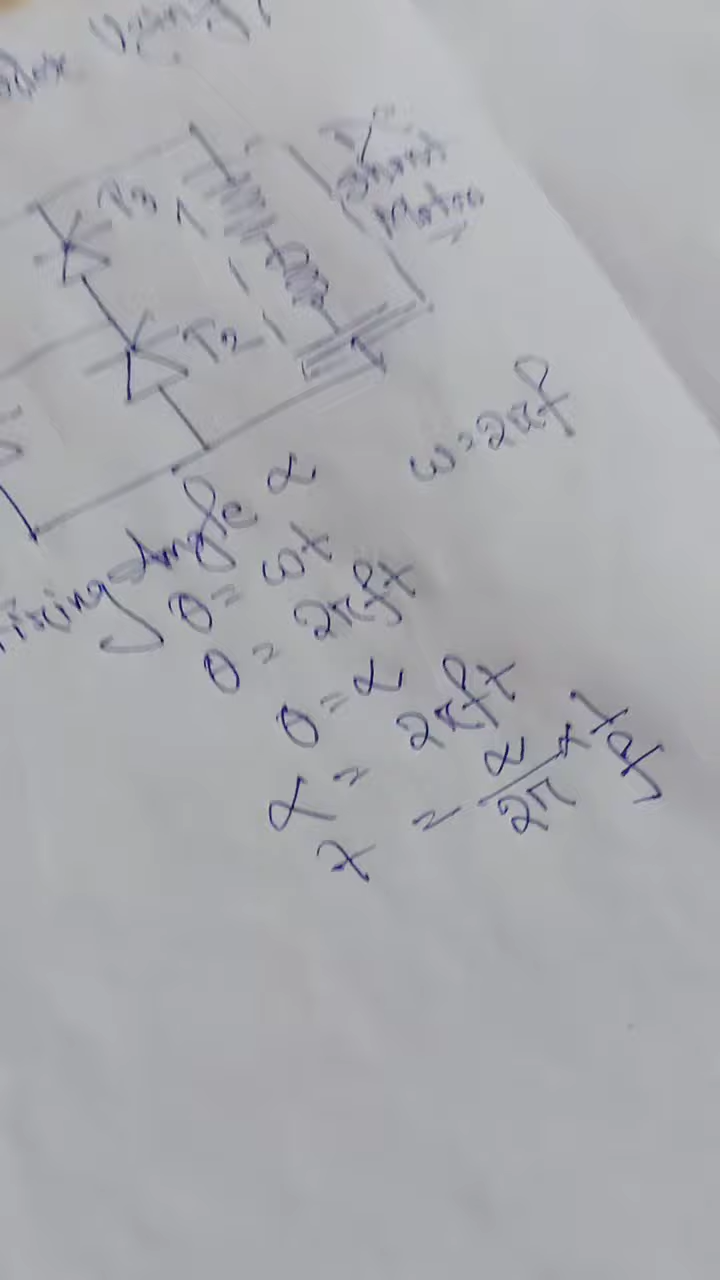 T3
Shunt
Motor
T2
ω = 2πf
Firing Angle α
θ = ωt
θ = 2πft
θ = α
α = 2πft
t = α/2π × 1/f